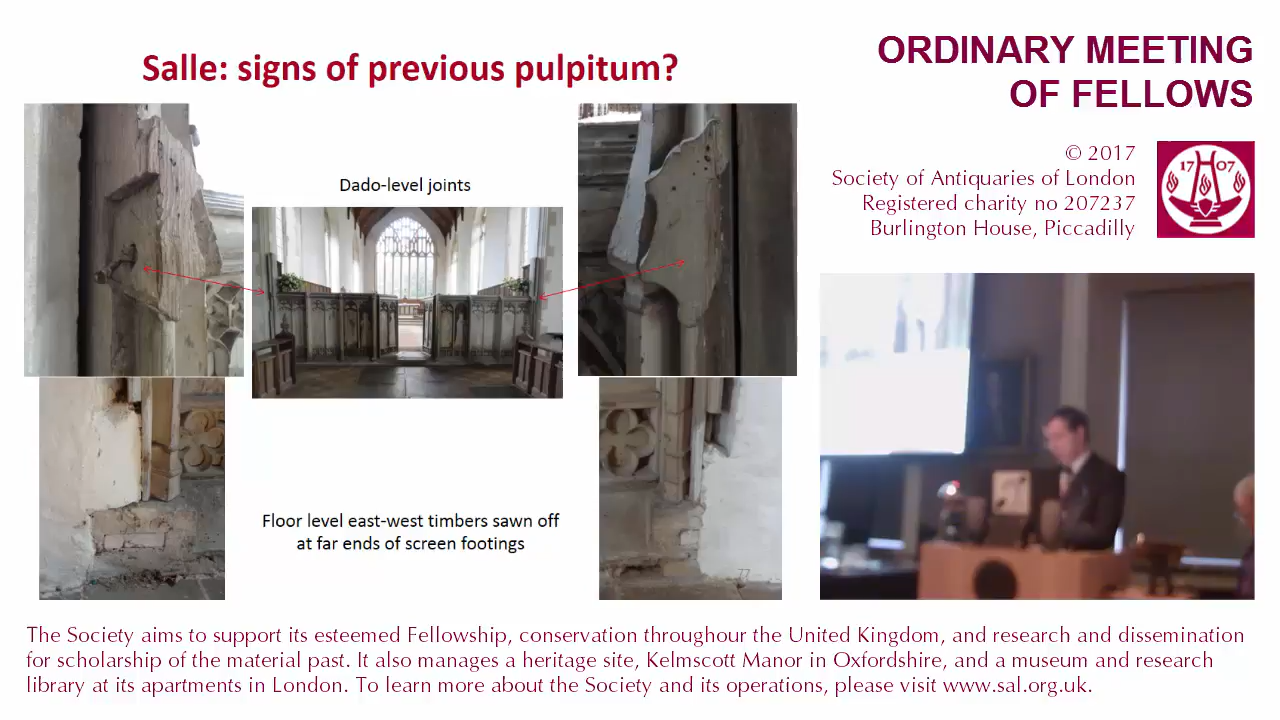 Salle: signs of previous pulpitum?
Dado-level joints
Floor level east-west timbers sawn off
at far ends of screen footings
ORDINARY MEETING
OF FELLOWS
© 2017
Society of Antiquaries of London
Registered charity no 207237
Burlington House, Piccadilly
17 07
The Society aims to support its esteemed Fellowship, conservation throughour the United Kingdom, and research and dissemination
for scholarship of the material past. It also manages a heritage site, Kelmscott Manor in Oxfordshire, and a museum and research
library at its apartments in London. To learn more about the Society and its operations, please visit www.sal.org.uk.